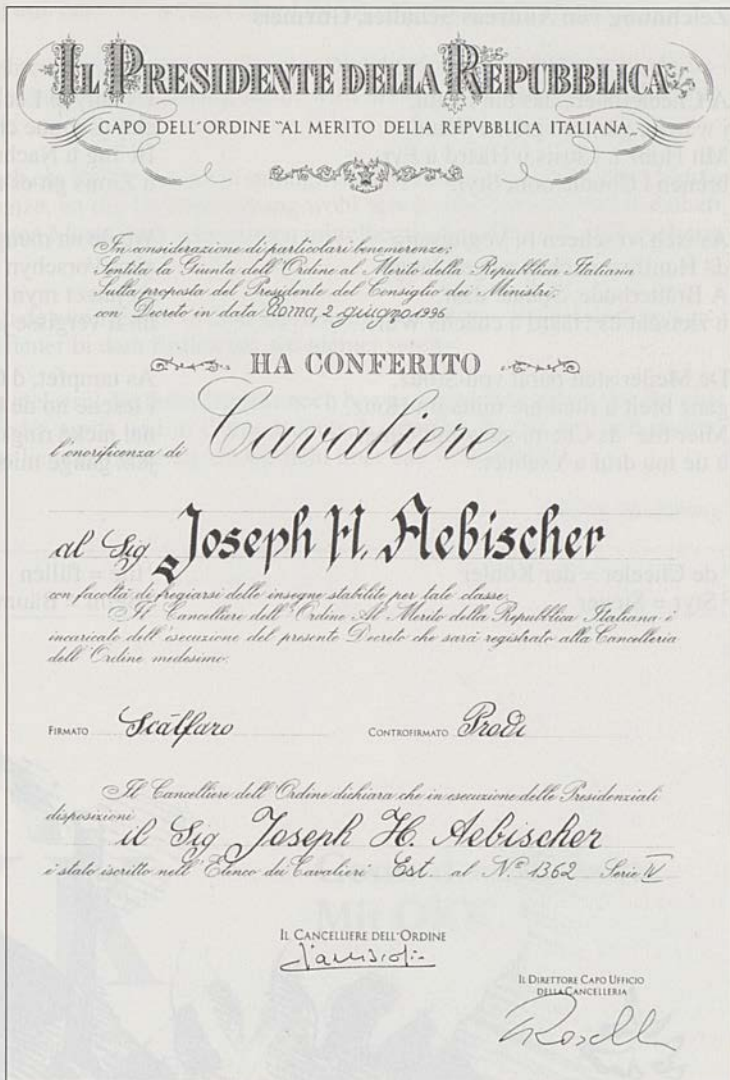 IL PRESIDENTE DELLA REPUBBLICA
CAPO DELL'ORDINE "AL MERITO DELLA REPVBBLICA ITALIANA"
In considerazione di particolari benemerenze;
Sentita la Giunta dell'Ordine al Merito della Repubblica Italiana
Sulla proposta del Presidente del Consiglio dei Ministri;
con Decreto in data Roma, 2 giugno 1996
HA CONFERITO
l'onorificenza di Cavaliere
al Sig Joseph H. Aebischer
con facoltà di fregiarsi delle insegne stabilite per tale classe.
Il Cancelliere dell'Ordine Al Merito della Repubblica Italiana è
incaricato dell'esecuzione del presente Decreto che sarà registrato alla Cancelleria
dell'Ordine medesimo.
FIRMATO Scalfaro CONTROFIRMATO Prodi
Il Cancelliere dell'Ordine dichiara che in esecuzione delle Presidenziali
disposizioni
il Sig Joseph H. Aebischer
è stato iscritto nell'Elenco dei Cavalieri Est. al N.º 1362 Serie IV
IL CANCELLIERE DELL'ORDINE
IL DIRETTORE CAPO UFFICIO
DELLA CANCELLERIA